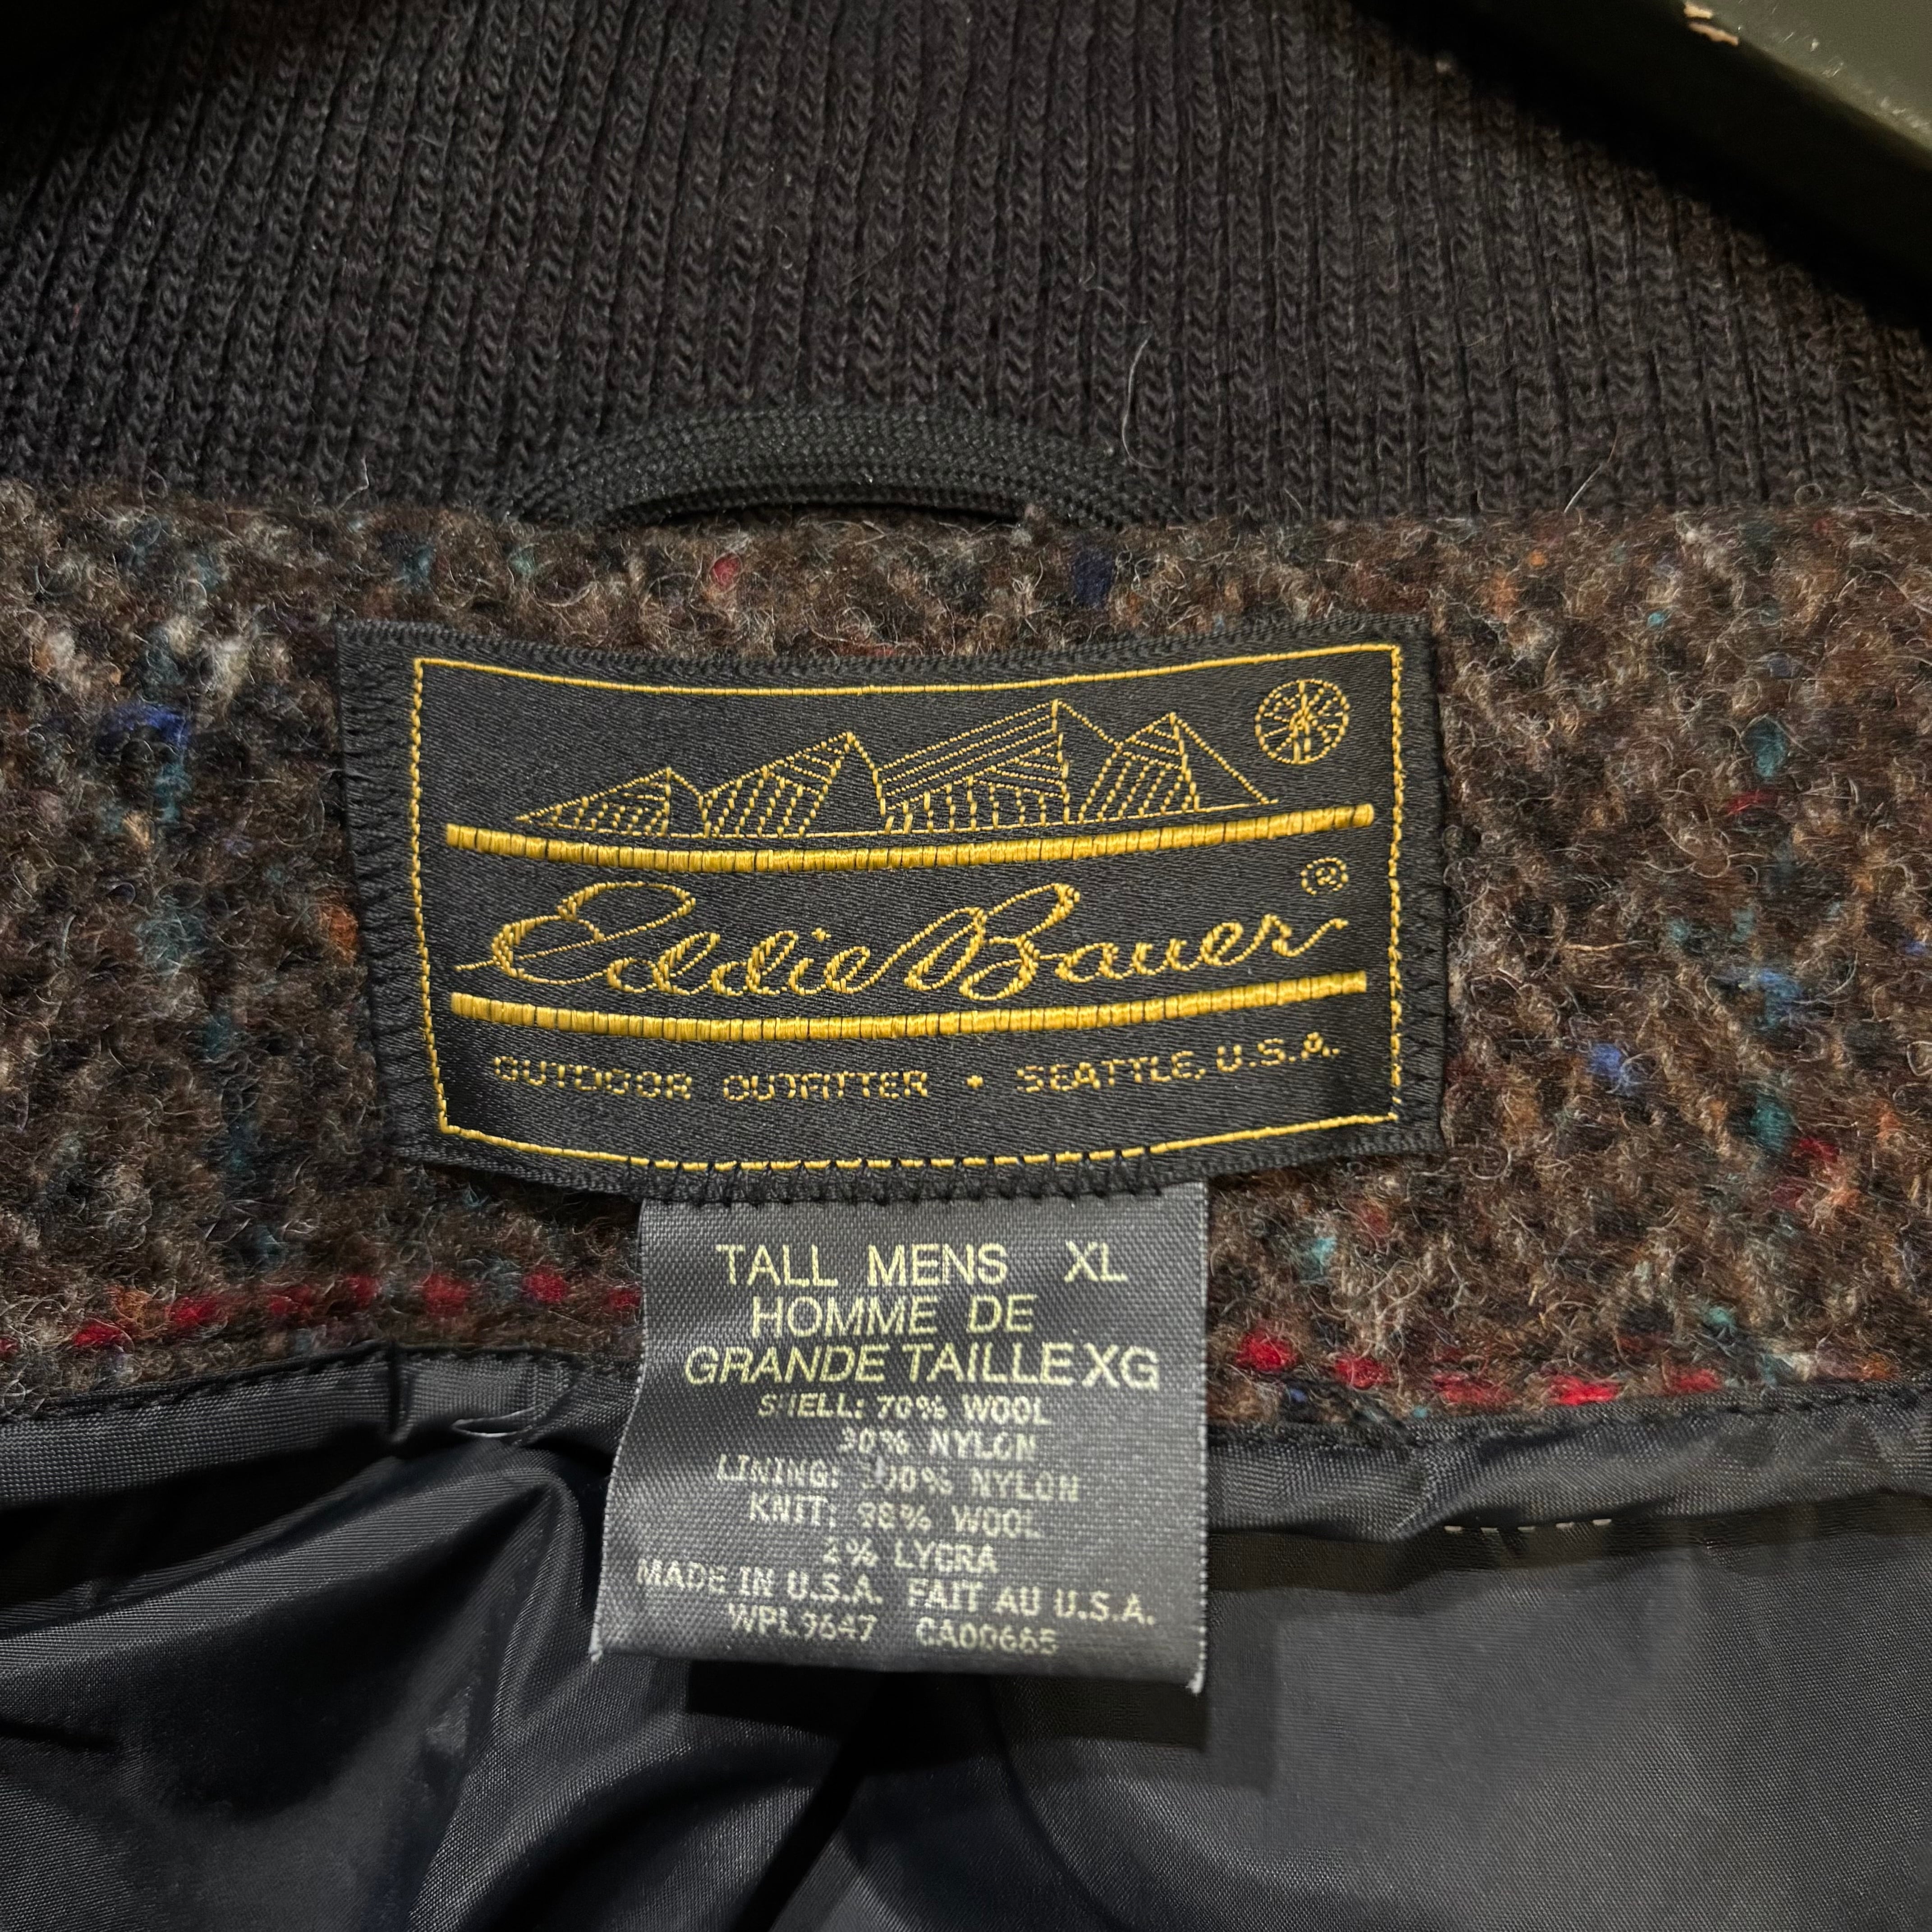 Eddie Bauer®
OUTDOOR OUTFITTER • SEATTLE, U.S.A.
TALL MENS XL
HOMME DE
GRANDE TAILLE XG
SHELL: 70% WOOL
30% NYLON
LINING: 100% NYLON
KNIT: 98% WOOL
2% LYCRA
MADE IN U.S.A. FAIT AU U.S.A.
WPL9647 CA00665